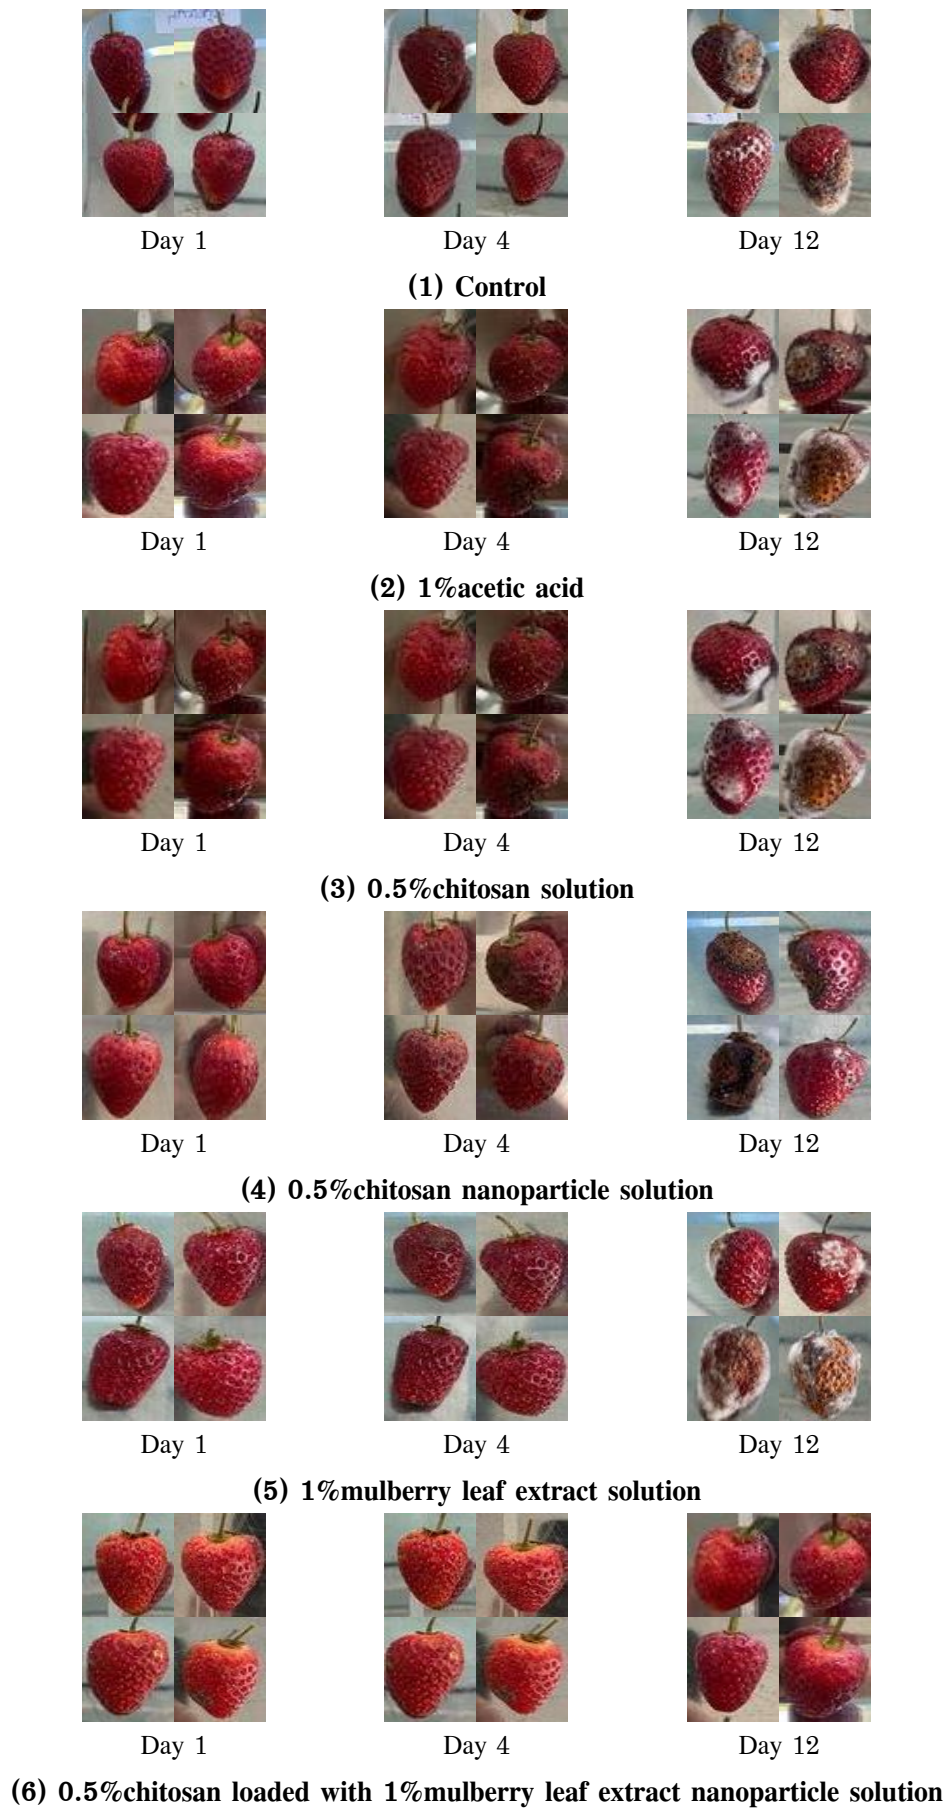 Day 1 Day 4 Day 12
(1) Control
Day 1 Day 4 Day 12
(2) 1%acetic acid
Day 1 Day 4 Day 12
(3) 0.5%chitosan solution
Day 1 Day 4 Day 12
(4) 0.5%chitosan nanoparticle solution
Day 1 Day 4 Day 12
(5) 1%mulberry leaf extract solution
Day 1 Day 4 Day 12
(6) 0.5%chitosan loaded with 1%mulberry leaf extract nanoparticle solution